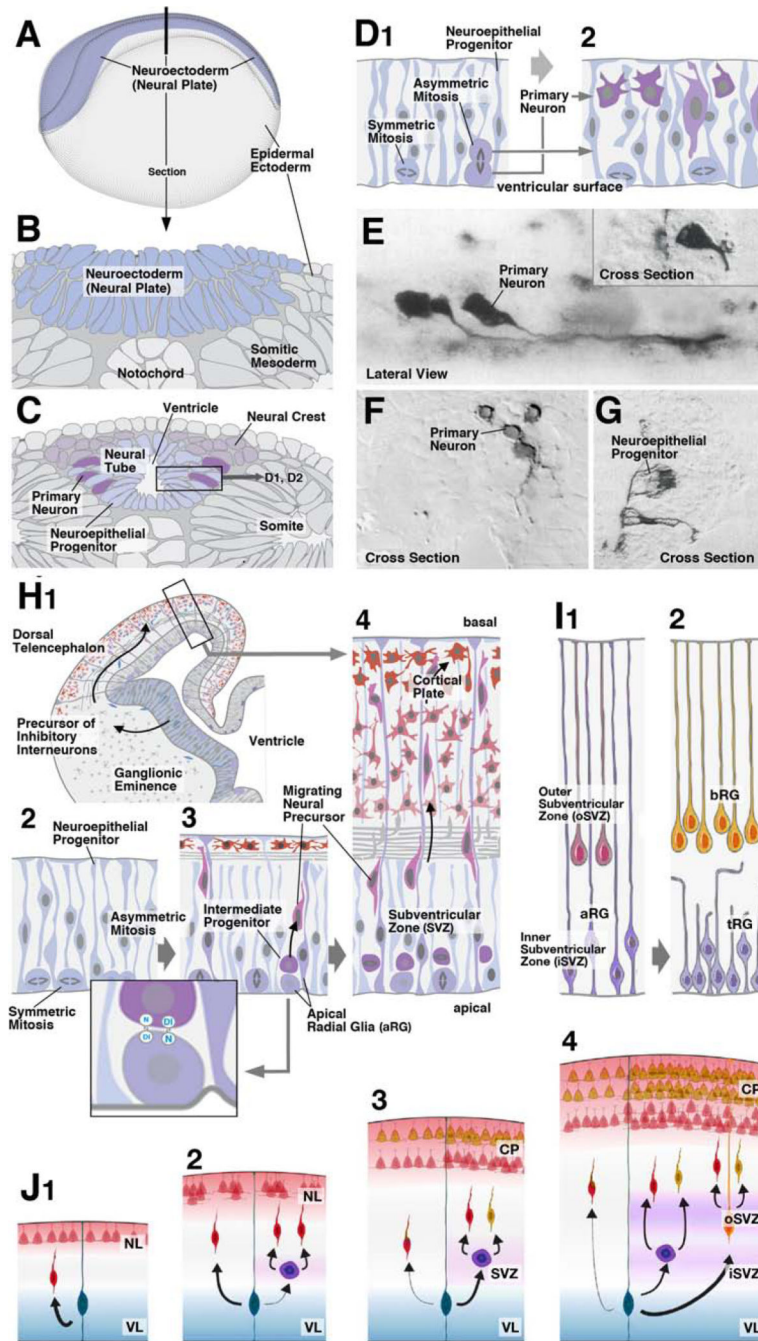 A
Neuroectoderm
(Neural Plate)
Section
Epidermal
Ectoderm
B
Neuroectoderm
(Neural Plate)
Somitic
Mesoderm
Notochord
C
Ventricle
Neural Crest
Neural
Tube
D1, D2
Primary
Neuron
Somite
Neuroepithelial
Progenitor
D1
Neuroepithelial
Progenitor
2
Asymmetric
Mitosis
Primary
Neuron
Symmetric
Mitosis
ventricular surface
E
Cross Section
Primary
Neuron
Lateral View
F
Primary
Neuron
Cross Section
G
Neuroepithelial
Progenitor
Cross Section
H1
Dorsal
Telencephalon
Precursor of
Inhibitory
Interneurons
Ventricle
Ganglionic
Eminence
2
Neuroepithelial
Progenitor
Asymmetric
Mitosis
Symmetric
Mitosis
3
Migrating
Neural
Precursor
Intermediate
Progenitor
Apical
Radial Glia (aRG)
N
Dl
Dl
N
4
basal
Cortical
Plate
Subventricular
Zone (SVZ)
apical
I1
2
Outer
Subventricular
Zone (oSVZ)
bRG
aRG
tRG
Inner
Subventricular
Zone (iSVZ)
J1
NL
VL
2
NL
VL
3
CP
SVZ
VL
4
CP
oSVZ
iSVZ
VL